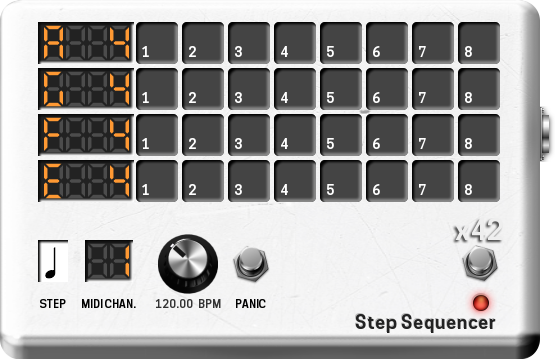 A 4 1 2 3 4 5 6 7 8
G 4 1 2 3 4 5 6 7 8
F 4 1 2 3 4 5 6 7 8
E 4 1 2 3 4 5 6 7 8
x42
1
STEP MIDI CHAN. 120.00 BPM PANIC
Step Sequencer